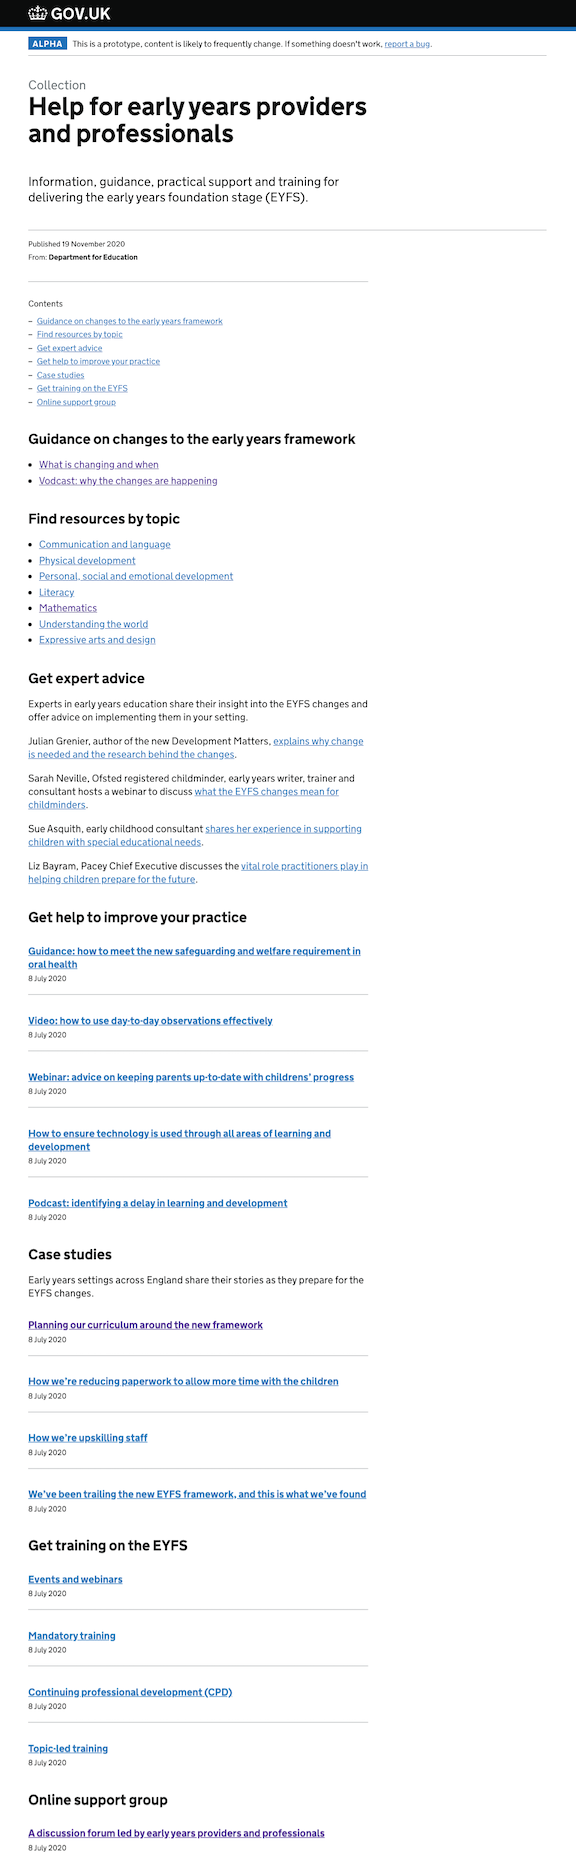 GOV.UK
ALPHA This is a prototype, content is likely to frequently change. If something doesn't work, report a bug.
Collection
Help for early years providers
and professionals
Information, guidance, practical support and training for
delivering the early years foundation stage (EYFS).
Published 19 November 2020
From: Department for Education
Contents
– Guidance on changes to the early years framework
– Find resources by topic
– Get expert advice
– Get help to improve your practice
– Case studies
– Get training on the EYFS
– Online support group
Guidance on changes to the early years framework
• What is changing and when
• Vodcast: why the changes are happening
Find resources by topic
• Communication and language
• Physical development
• Personal, social and emotional development
• Literacy
• Mathematics
• Understanding the world
• Expressive arts and design
Get expert advice
Experts in early years education share their insight into the EYFS changes and
offer advice on implementing them in your setting.
Julian Grenier, author of the new Development Matters, explains why change
is needed and the research behind the changes.
Sarah Neville, Ofsted registered childminder, early years writer, trainer and
consultant hosts a webinar to discuss what the EYFS changes mean for
childminders.
Sue Asquith, early childhood consultant shares her experience in supporting
children with special educational needs.
Liz Bayram, Pacey Chief Executive discusses the vital role practitioners play in
helping children prepare for the future.
Get help to improve your practice
Guidance: how to meet the new safeguarding and welfare requirement in
oral health
8 July 2020
Video: how to use day-to-day observations effectively
8 July 2020
Webinar: advice on keeping parents up-to-date with childrens' progress
8 July 2020
How to ensure technology is used through all areas of learning and
development
8 July 2020
Podcast: identifying a delay in learning and development
8 July 2020
Case studies
Early years settings across England share their stories as they prepare for the
EYFS changes.
Planning our curriculum around the new framework
8 July 2020
How we're reducing paperwork to allow more time with the children
8 July 2020
How we're upskilling staff
8 July 2020
We've been trailing the new EYFS framework, and this is what we've found
8 July 2020
Get training on the EYFS
Events and webinars
8 July 2020
Mandatory training
8 July 2020
Continuing professional development (CPD)
8 July 2020
Topic-led training
8 July 2020
Online support group
A discussion forum led by early years providers and professionals
8 July 2020